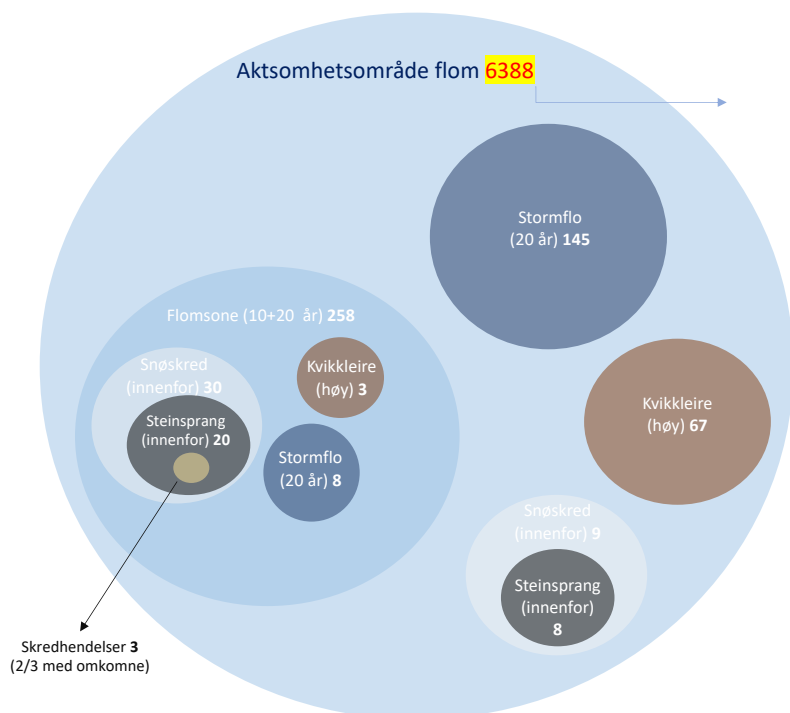 Aktsomhetsområde flom 6388
Stormflo
(20 år) 145
Flomsone (10+20 år) 258
Kvikkleire
(høy) 3
Snøskred
(innenfor) 30
Steinsprang
(innenfor) 20
Stormflo
(20 år) 8
Kvikkleire
(høy) 67
Snøskred
(innenfor) 9
Steinsprang
(innenfor)
8
Skredhendelser 3
(2/3 med omkomne)